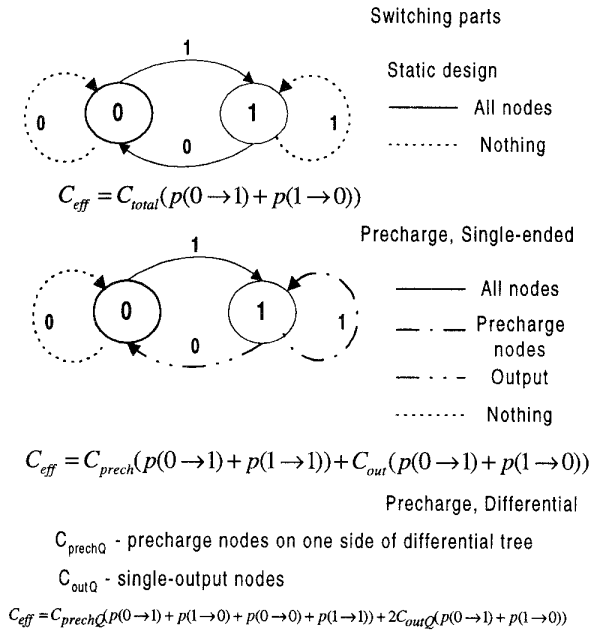 Switching parts
1
Static design
0
0
1
1
All nodes
0
Nothing
C_eff = C_total(p(0→1) + p(1→0))
Precharge, Single-ended
1
All nodes
0
0
1
1
Precharge
nodes
0
Output
Nothing
C_eff = C_prech(p(0→1) + p(1→1)) + C_out(p(0→1) + p(1→0))
Precharge, Differential
C_prechQ - precharge nodes on one side of differential tree
C_outQ - single-output nodes
C_eff = C_prechQ(p(0→1) + p(1→0) + p(0→0) + p(1→1)) + 2C_outQ(p(0→1) + p(1→0))